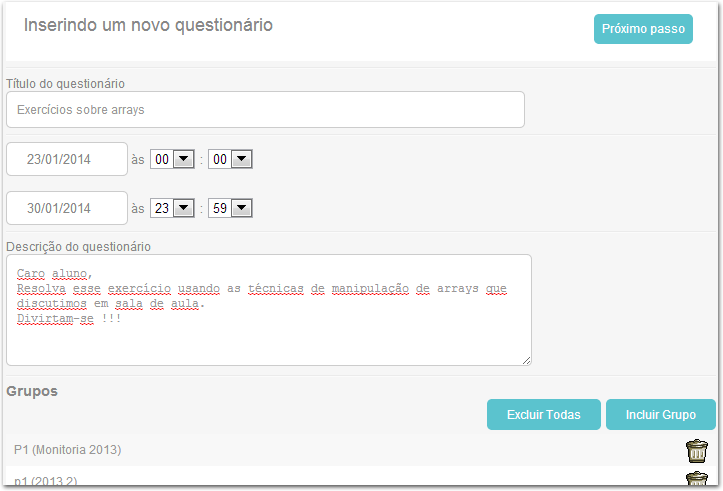 Inserindo um novo questionário
Próximo passo
Título do questionário
Exercícios sobre arrays
23/01/2014 às 00 : 00
30/01/2014 às 23 : 59
Descrição do questionário
Caro aluno,
Resolva esse exercício usando as técnicas de manipulação de arrays que
discutimos em sala de aula.
Divirtam-se !!!
Grupos
Excluir Todas Incluir Grupo
P1 (Monitoria 2013)
p1 (2013.2)